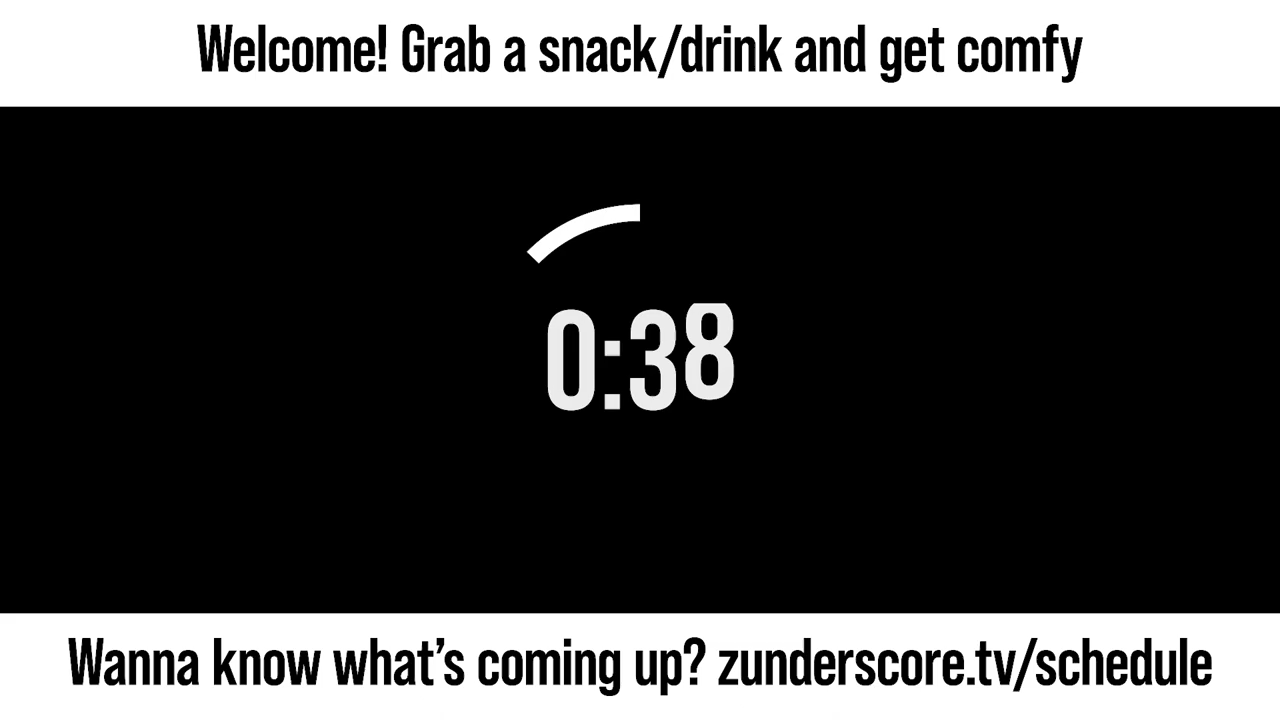 Welcome! Grab a snack/drink and get comfy
0:38
Wanna know what's coming up? zunderscore.tv/schedule